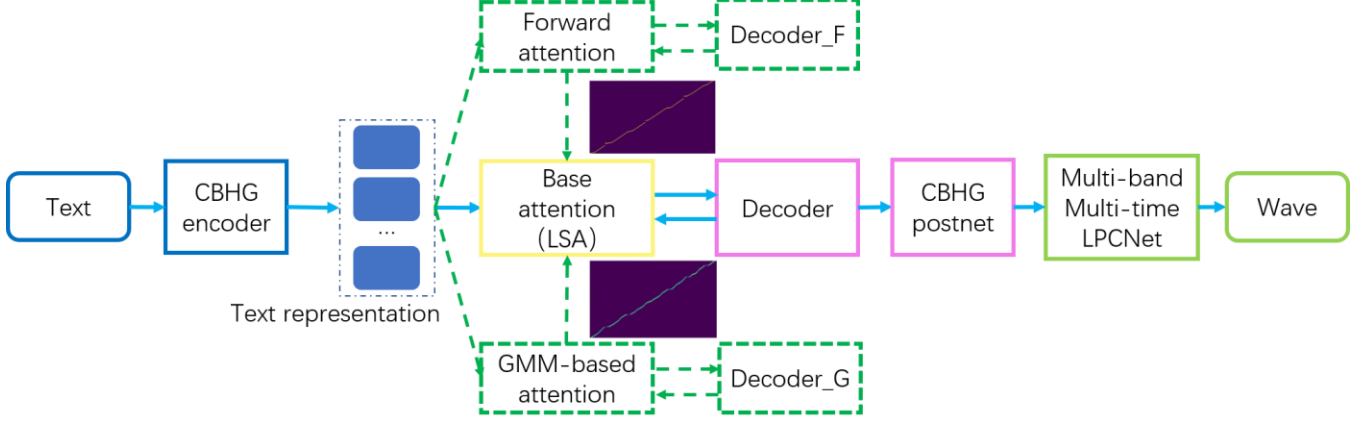 Forward
attention
Decoder_F
Text
CBHG
encoder
...
Text representation
Base
attention
(LSA)
Decoder
CBHG
postnet
Multi-band
Multi-time
LPCNet
Wave
GMM-based
attention
Decoder_G